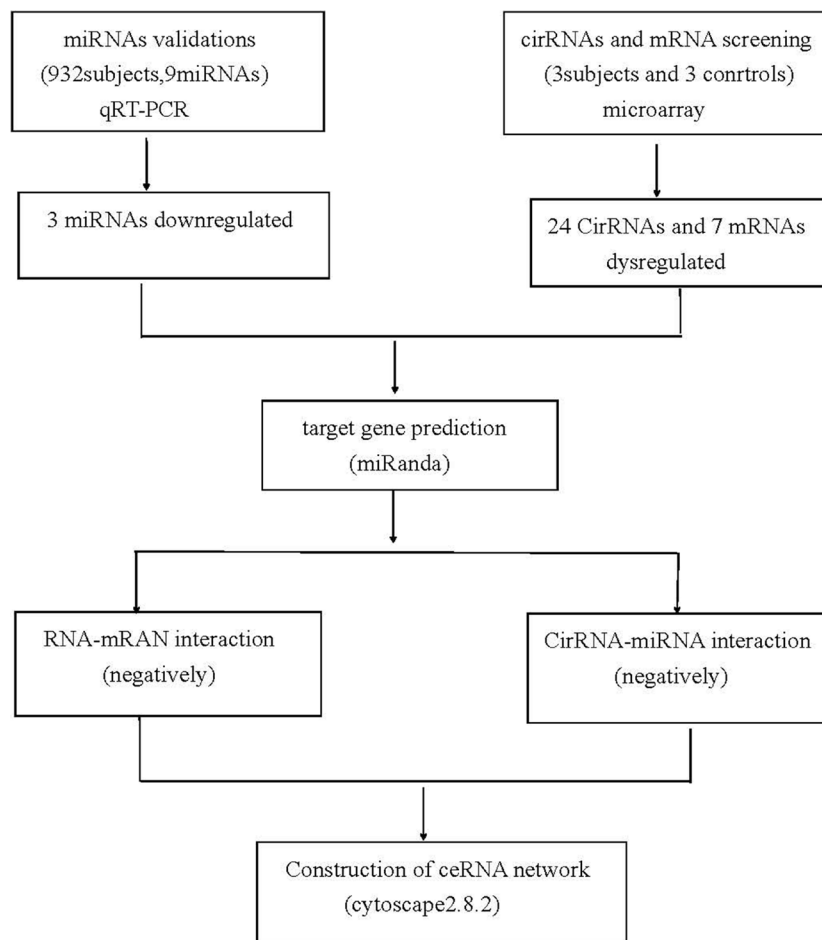 miRNAs validations
(932subjects,9miRNAs)
qRT-PCR
cirRNAs and mRNA screening
(3subjects and 3 conrtrols)
microarray
3 miRNAs downregulated
24 CirRNAs and 7 mRNAs
dysregulated
target gene prediction
(miRanda)
RNA-mRAN interaction
(negatively)
CirRNA-miRNA interaction
(negatively)
Construction of ceRNA network
(cytoscape2.8.2)